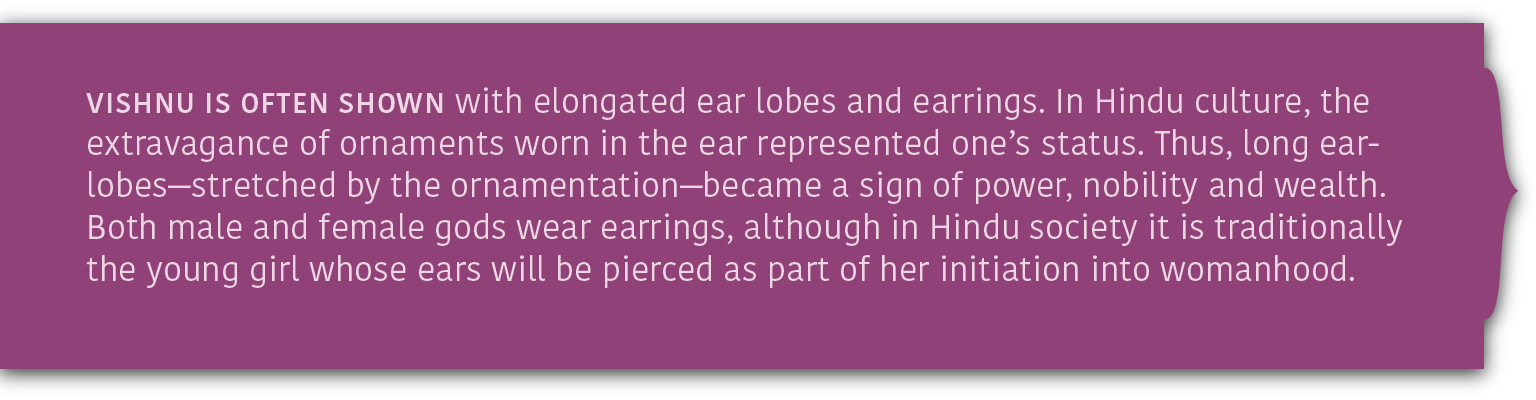 VISHNU IS OFTEN SHOWN with elongated ear lobes and earrings. In Hindu culture, the
extravagance of ornaments worn in the ear represented one’s status. Thus, long ear-
lobes—stretched by the ornamentation—became a sign of power, nobility and wealth.
Both male and female gods wear earrings, although in Hindu society it is traditionally
the young girl whose ears will be pierced as part of her initiation into womanhood.